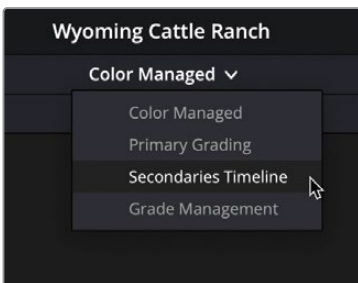 Wyoming Cattle Ranch
Color Managed
Color Managed
Primary Grading
Secondaries Timeline
Grade Management